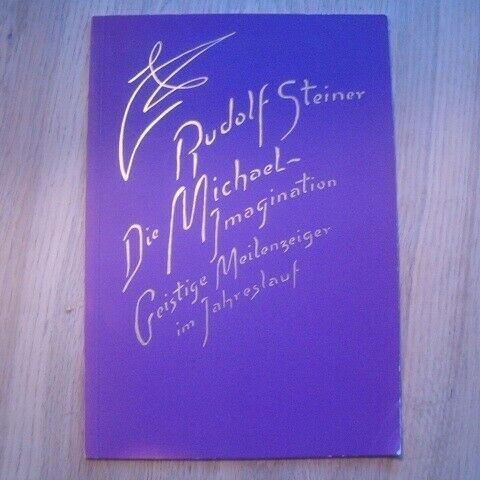 Rudolf Steiner
Die Michael-
Imagination
Geistige Meilenzeiger
im Jahreslauf